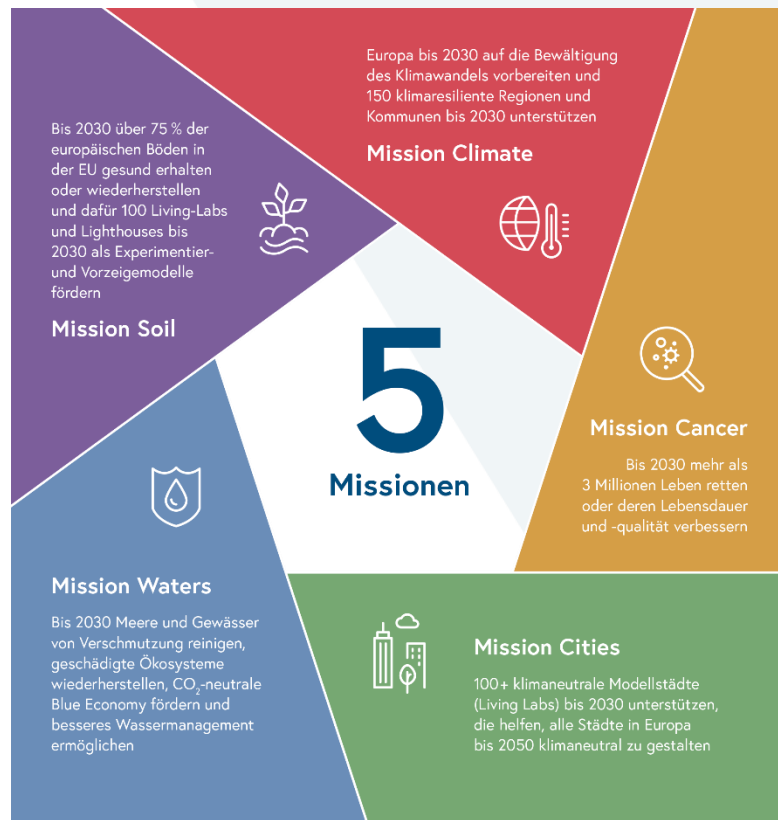 Europa bis 2030 auf die Bewältigung
des Klimawandels vorbereiten und
150 klimaresiliente Regionen und
Kommunen bis 2030 unterstützen
Mission Climate
Bis 2030 über 75 % der
europäischen Böden in
der EU gesund erhalten
oder wiederherstellen
und dafür 100 Living-Labs
und Lighthouses bis
2030 als Experimentier-
und Vorzeigemodelle
fördern
Mission Soil
5
Missionen
Mission Cancer
Bis 2030 mehr als
3 Millionen Leben retten
oder deren Lebensdauer
und -qualität verbessern
Mission Waters
Bis 2030 Meere und Gewässer
von Verschmutzung reinigen,
geschädigte Ökosysteme
wiederherstellen, CO₂-neutrale
Blue Economy fördern und
besseres Wassermanagement
ermöglichen
Mission Cities
100+ klimaneutrale Modellstädte
(Living Labs) bis 2030 unterstützen,
die helfen, alle Städte in Europa
bis 2050 klimaneutral zu gestalten